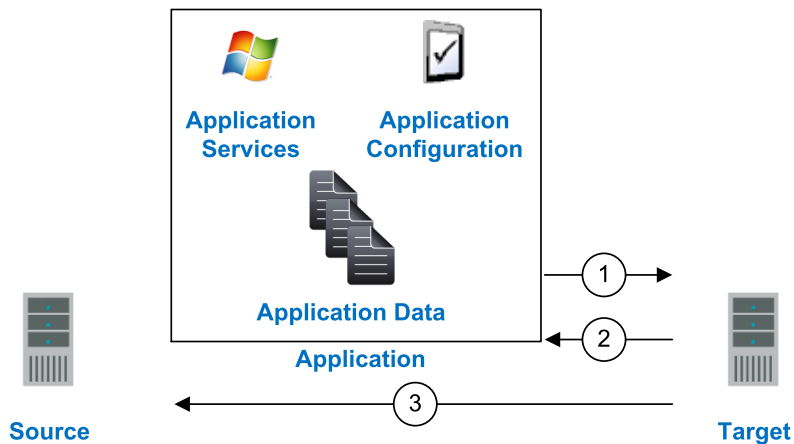 Application
Services
Application
Configuration
Application Data
1
2
Application
3
Source
Target